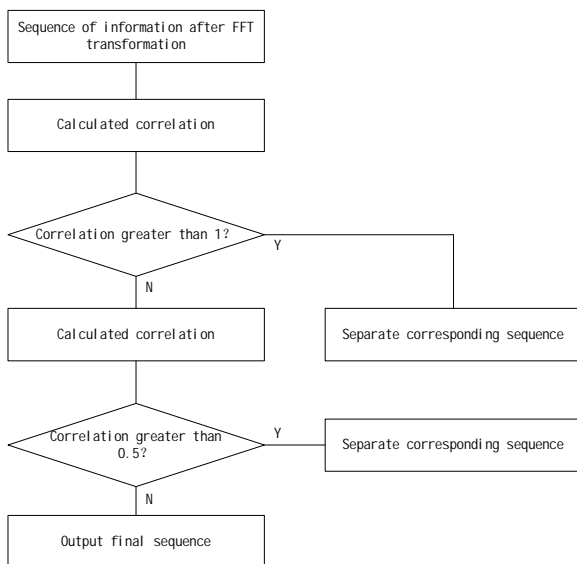 Sequence of information after FFT
transformation
Calculated correlation
Correlation greater than 1?
Y
N
Calculated correlation
Separate corresponding sequence
Correlation greater than
0.5?
Y
Separate corresponding sequence
N
Output final sequence